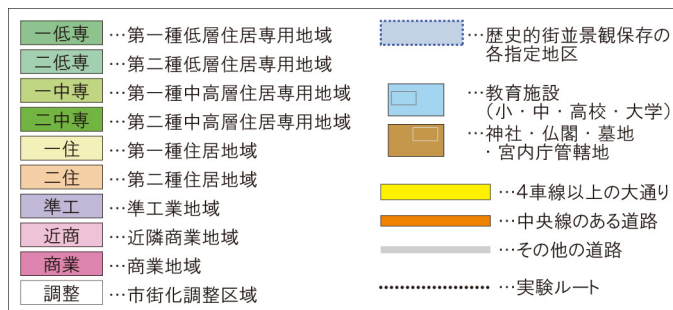 一低専 …第一種低層住居専用地域
二低専 …第二種低層住居専用地域
一中専 …第一種中高層住居専用地域
二中専 …第二種中高層住居専用地域
一住 …第一種住居地域
二住 …第二種住居地域
準工 …準工業地域
近商 …近隣商業地域
商業 …商業地域
調整 …市街化調整区域
…歴史的街並景観保存の
各指定地区
…教育施設
(小・中・高校・大学)
…神社・仏閣・墓地
・宮内庁管轄地
…4車線以上の大通り
…中央線のある道路
…その他の道路
…実験ルート